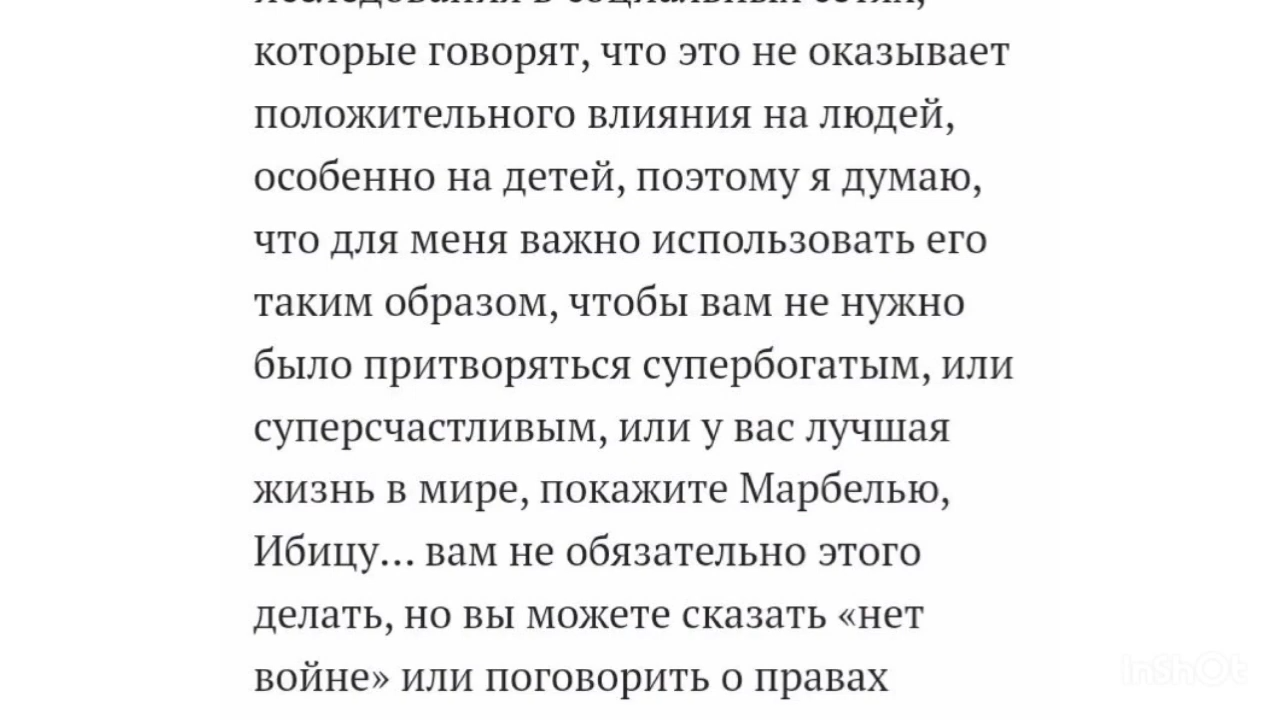 которые говорят, что это не оказывает
положительного влияния на людей,
особенно на детей, поэтому я думаю,
что для меня важно использовать его
таким образом, чтобы вам не нужно
было притворяться супербогатым, или
суперсчастливым, или у вас лучшая
жизнь в мире, покажите Марбелью,
Ибицу... вам не обязательно этого
делать, но вы можете сказать «нет
войне» или поговорить о правах
InShOt